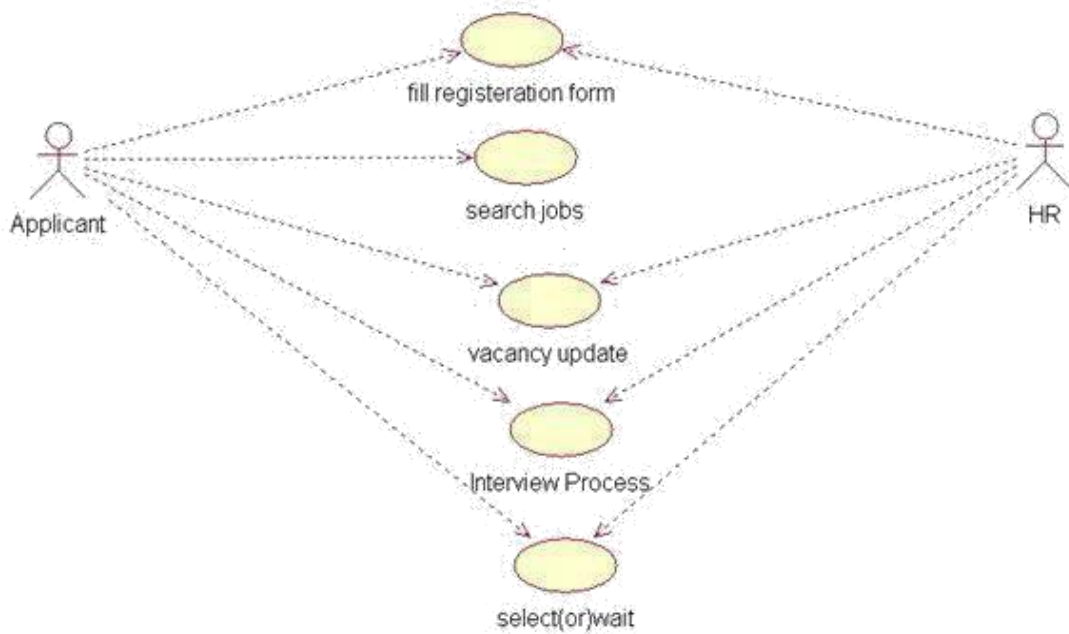 fill registeration form
search jobs
Applicant
HR
vacancy update
Interview Process
select(or)wait